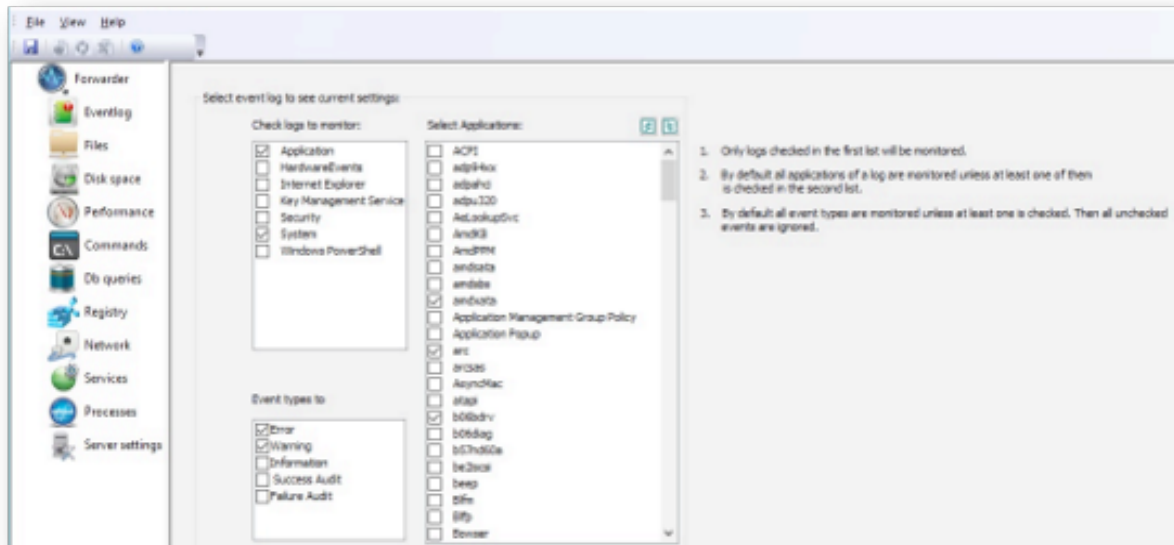 File View Help
Forwarder
Eventlog
Files
Disk space
Performance
Commands
Db queries
Registry
Network
Services
Processes
Server settings
Select event log to see current settings:
Check logs to monitor:
Application
HardwareEvents
Internet Explorer
Key Management Service
Security
System
Windows PowerShell
Event types to
Error
Warning
Information
Success Audit
Failure Audit
Select Applications:
ACPI
adp94xx
adpahci
adpu320
AeLookupSvc
AmdK8
AmdPPM
amdsata
amdsbs
amdxata
Application Management Group Policy
Application Popup
arc
arcsas
AsyncMac
atapi
b06bdrv
b06diag
b57nd60a
be2iscsi
beep
Bowser
1. Only logs checked in the first list will be monitored.
2. By default all applications of a log are monitored unless at least one of them
is checked in the second list.
3. By default all event types are monitored unless at least one is checked. Then all unchecked
events are ignored.